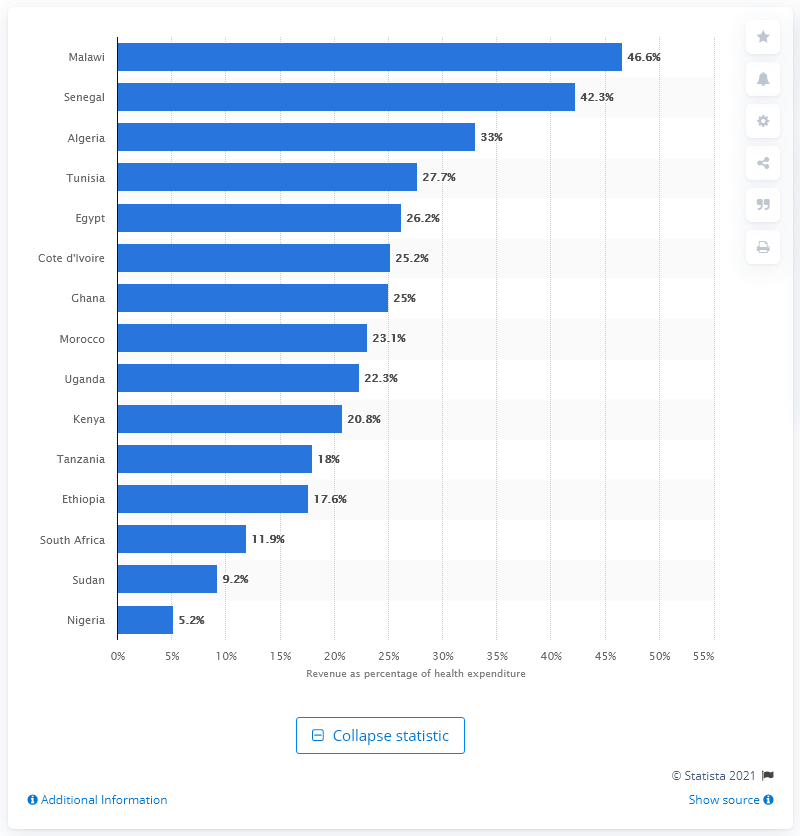 Malawi 46.6%
Senegal 42.3%
Algeria 33%
Tunisia 27.7%
Egypt 26.2%
Cote d'Ivoire 25.2%
Ghana 25%
Morocco 23.1%
Uganda 22.3%
Kenya 20.8%
Tanzania 18%
Ethiopia 17.6%
South Africa 11.9%
Sudan 9.2%
Nigeria 5.2%
0% 5% 10% 15% 20% 25% 30% 35% 40% 45% 50% 55%
Revenue as percentage of health expenditure
Collapse statistic
© Statista 2021
Additional Information Show source